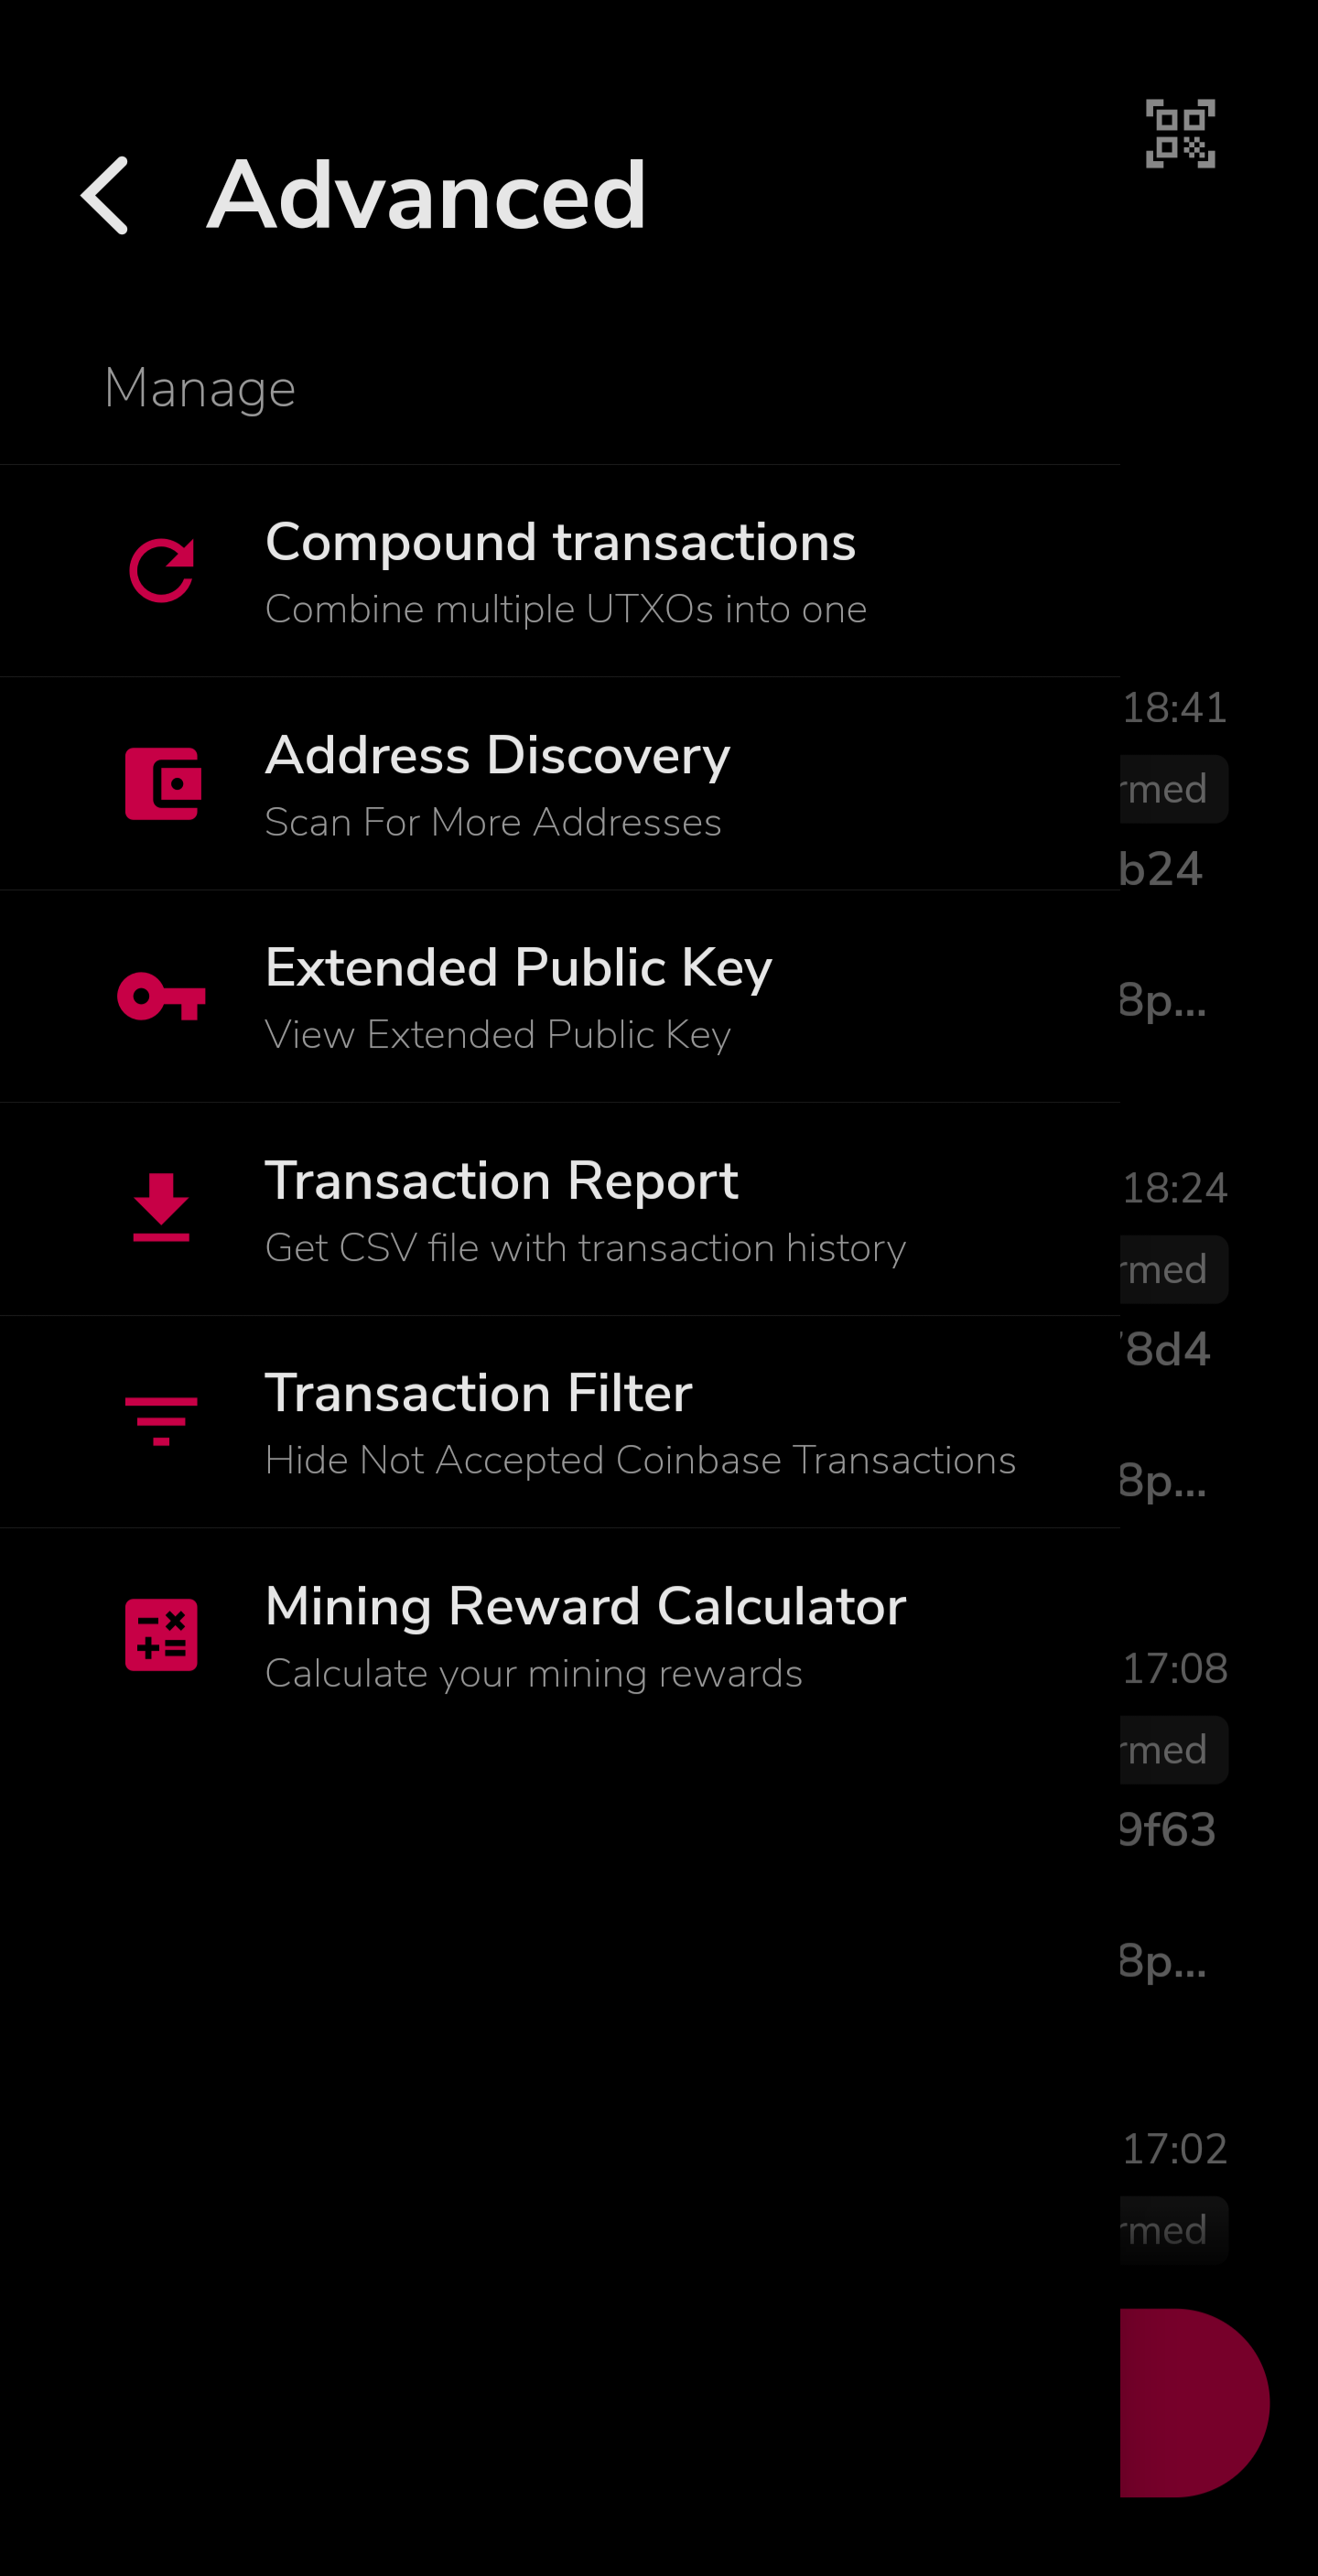 Advanced
Manage
Compound transactions
Combine multiple UTXOs into one
Address Discovery
Scan For More Addresses
Extended Public Key
View Extended Public Key
Transaction Report
Get CSV file with transaction history
Transaction Filter
Hide Not Accepted Coinbase Transactions
Mining Reward Calculator
Calculate your mining rewards
18:41
rmed
b24
8p...
18:24
rmed
8d4
8p...
17:08
rmed
9f63
8p...
17:02
rmed